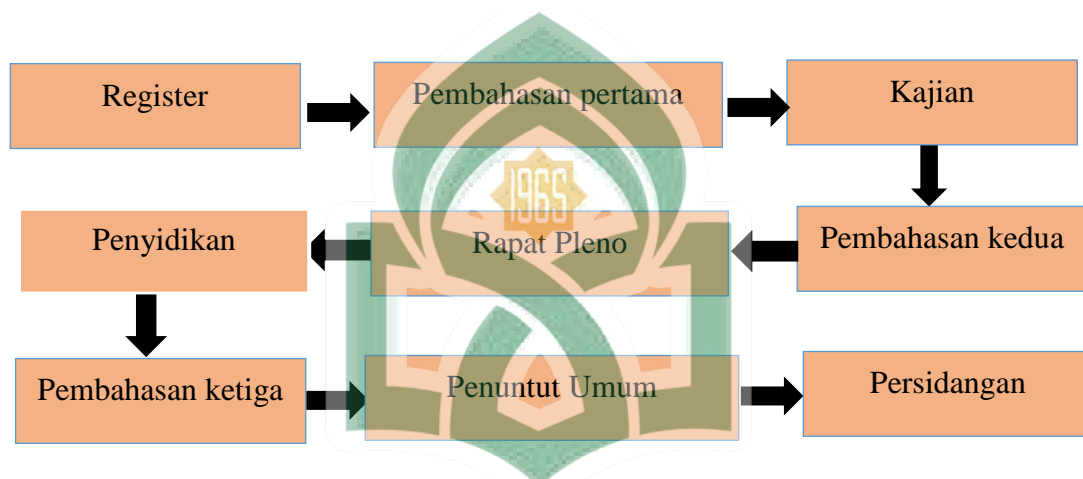 Register
Pembahasan pertama
Kajian
1965
Penyidikan
Rapat Pleno
Pembahasan kedua
Pembahasan ketiga
Penuntut Umum
Persidangan